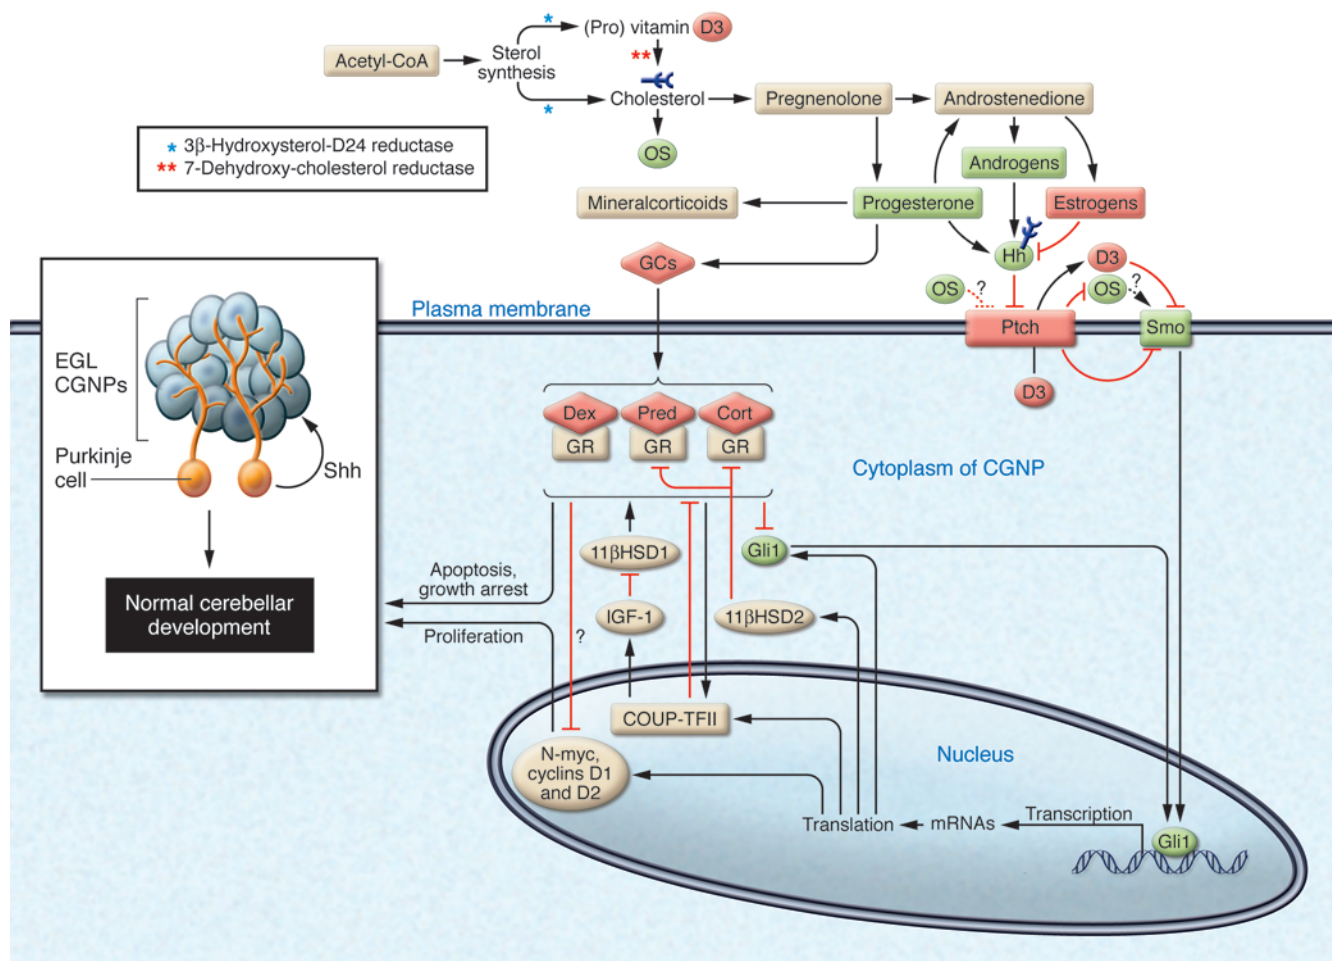 (Pro) vitamin D3
*
**
Acetyl-CoA
Sterol
synthesis
Cholesterol
*
Pregnenolone
Androstenedione
* 3β-Hydroxysterol-D24 reductase
** 7-Dehydroxy-cholesterol reductase
OS
Androgens
Mineralcorticoids
Progesterone
Estrogens
GCs
Hh
D3
OS
?
OS
?
Plasma membrane
Ptch
Smo
D3
EGL
CGNPs
Purkinje
cell
Shh
Normal cerebellar
development
Dex
Pred
Cort
GR
GR
GR
Cytoplasm of CGNP
11βHSD1
Gli1
Apoptosis,
growth arrest
IGF-1
11βHSD2
Proliferation
?
COUP-TFII
Nucleus
N-myc,
cyclins D1
and D2
Translation
mRNAs
Transcription
Gli1